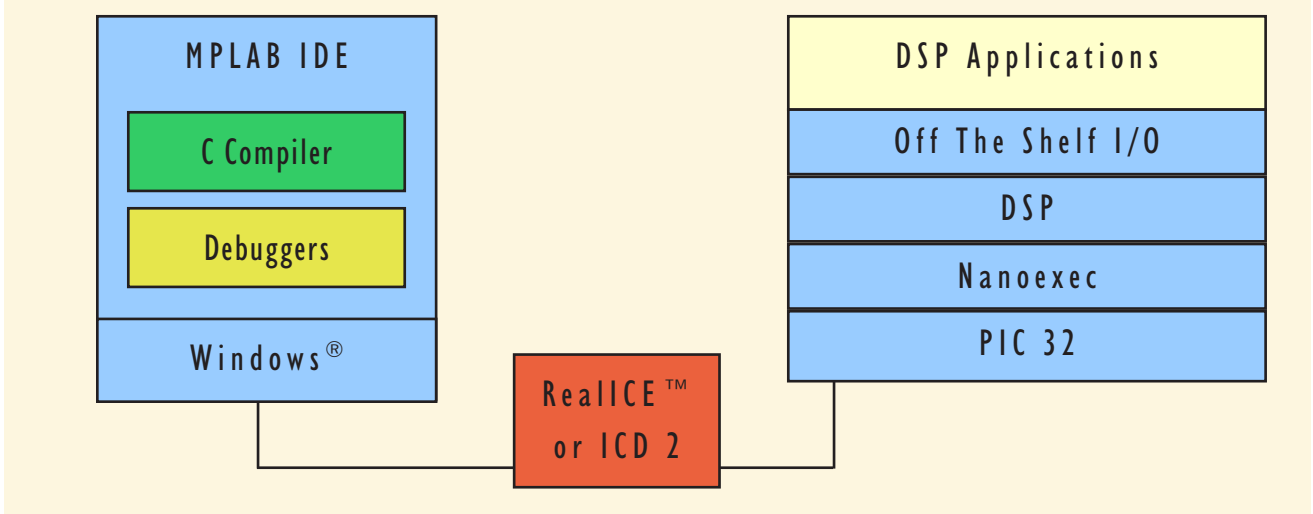 MPLAB IDE
C Compiler
Debuggers
Windows®
RealICE™
or ICD 2
DSP Applications
Off The Shelf I/O
DSP
Nanoexec
PIC 32